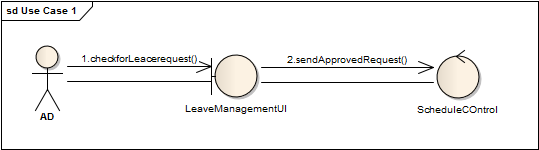 sd Use Case 1
1.checkforLeacerequest()
2.sendApprovedRequest()
AD
LeaveManagementUI
ScheduleCOntrol